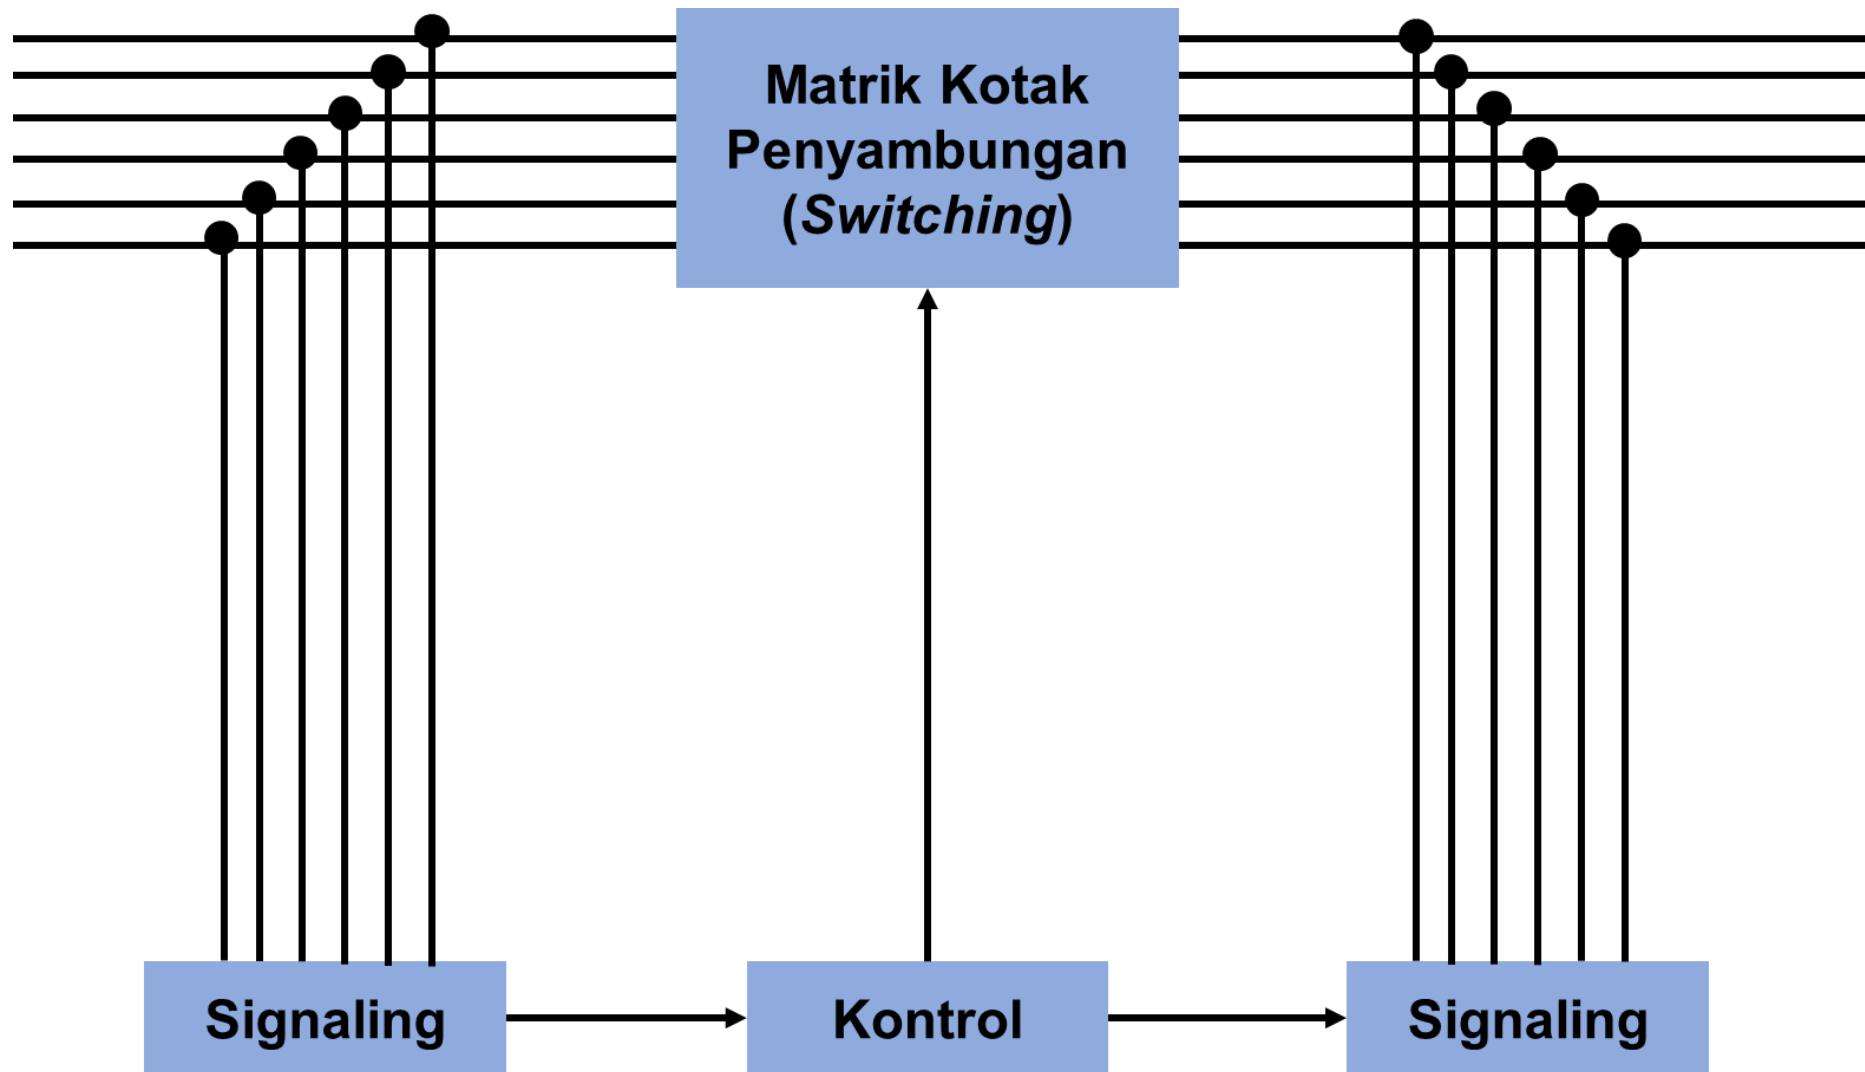 Matrik Kotak
Penyambungan
(Switching)
Signaling
Kontrol
Signaling